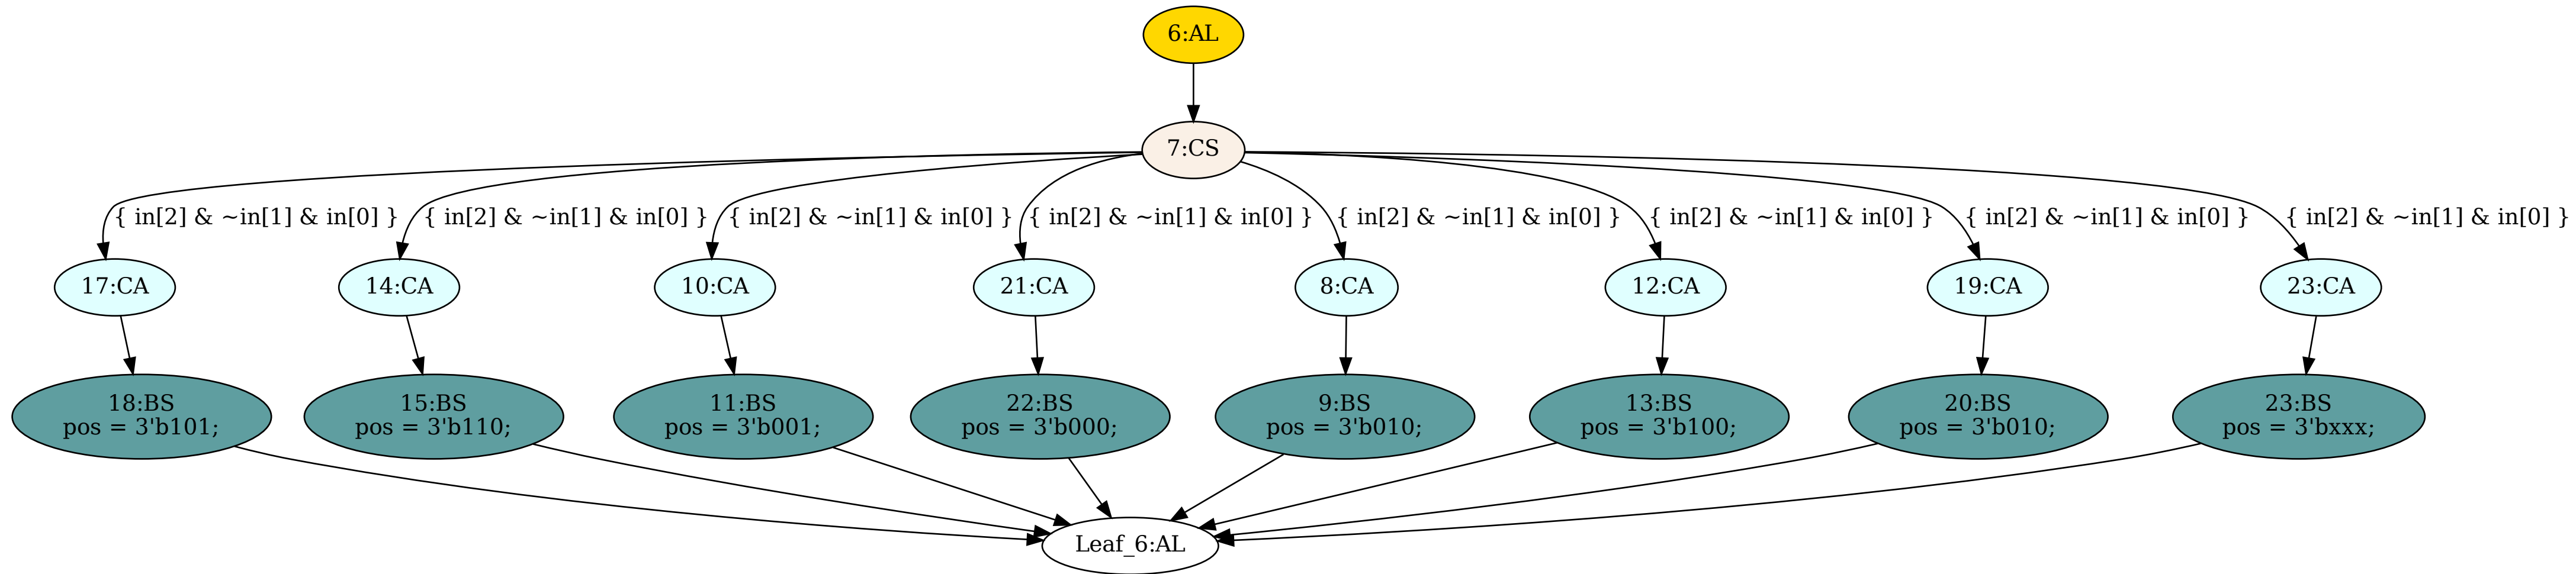 6:AL
7:CS
{ in[2] & ~in[1] & in[0] }
{ in[2] & ~in[1] & in[0] }
{ in[2] & ~in[1] & in[0] }
{ in[2] & ~in[1] & in[0] }
{ in[2] & ~in[1] & in[0] }
{ in[2] & ~in[1] & in[0] }
{ in[2] & ~in[1] & in[0] }
{ in[2] & ~in[1] & in[0] }
17:CA
14:CA
10:CA
21:CA
8:CA
12:CA
19:CA
23:CA
18:BS
pos = 3'b101;
15:BS
pos = 3'b110;
11:BS
pos = 3'b001;
22:BS
pos = 3'b000;
9:BS
pos = 3'b010;
13:BS
pos = 3'b100;
20:BS
pos = 3'b010;
23:BS
pos = 3'bxxx;
Leaf_6:AL